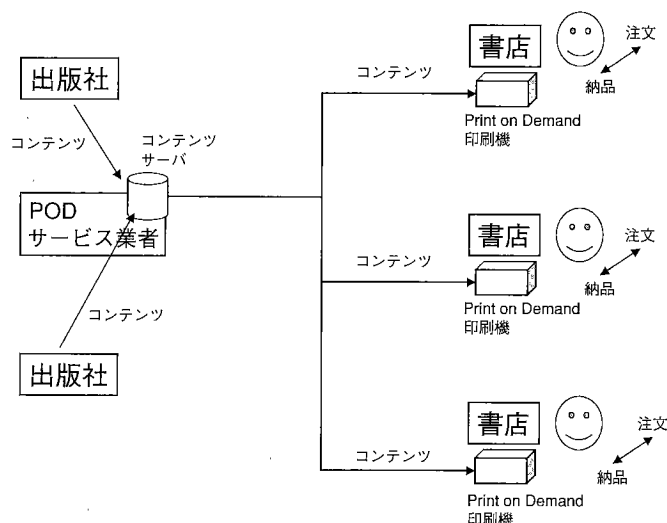 出版社
コンテンツ
コンテンツ
サーバ
POD
サービス業者
コンテンツ
出版社
コンテンツ
書店
注文
納品
Print on Demand
印刷機
コンテンツ
書店
注文
納品
Print on Demand
印刷機
コンテンツ
書店
注文
納品
Print on Demand
印刷機